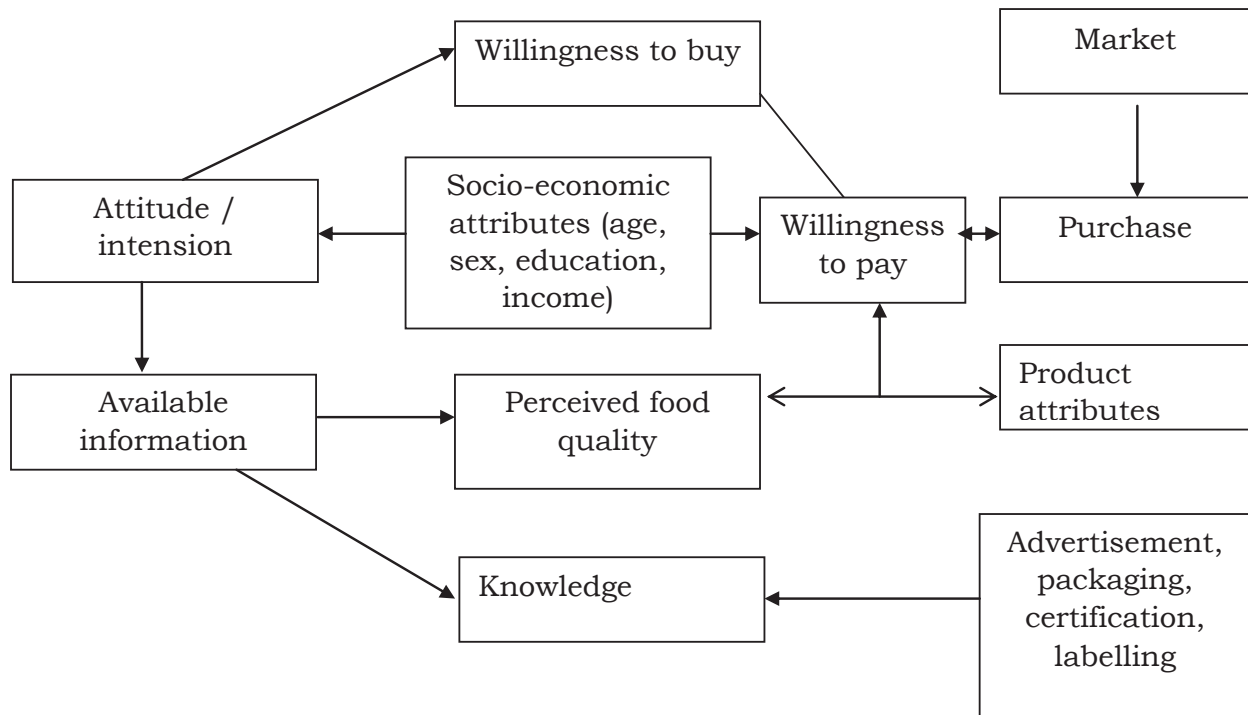 Willingness to buy
Market
Attitude /
intension
Socio-economic
attributes (age,
sex, education,
income)
Willingness
to pay
Purchase
Available
information
Perceived food
quality
Product
attributes
Knowledge
Advertisement,
packaging,
certification,
labelling